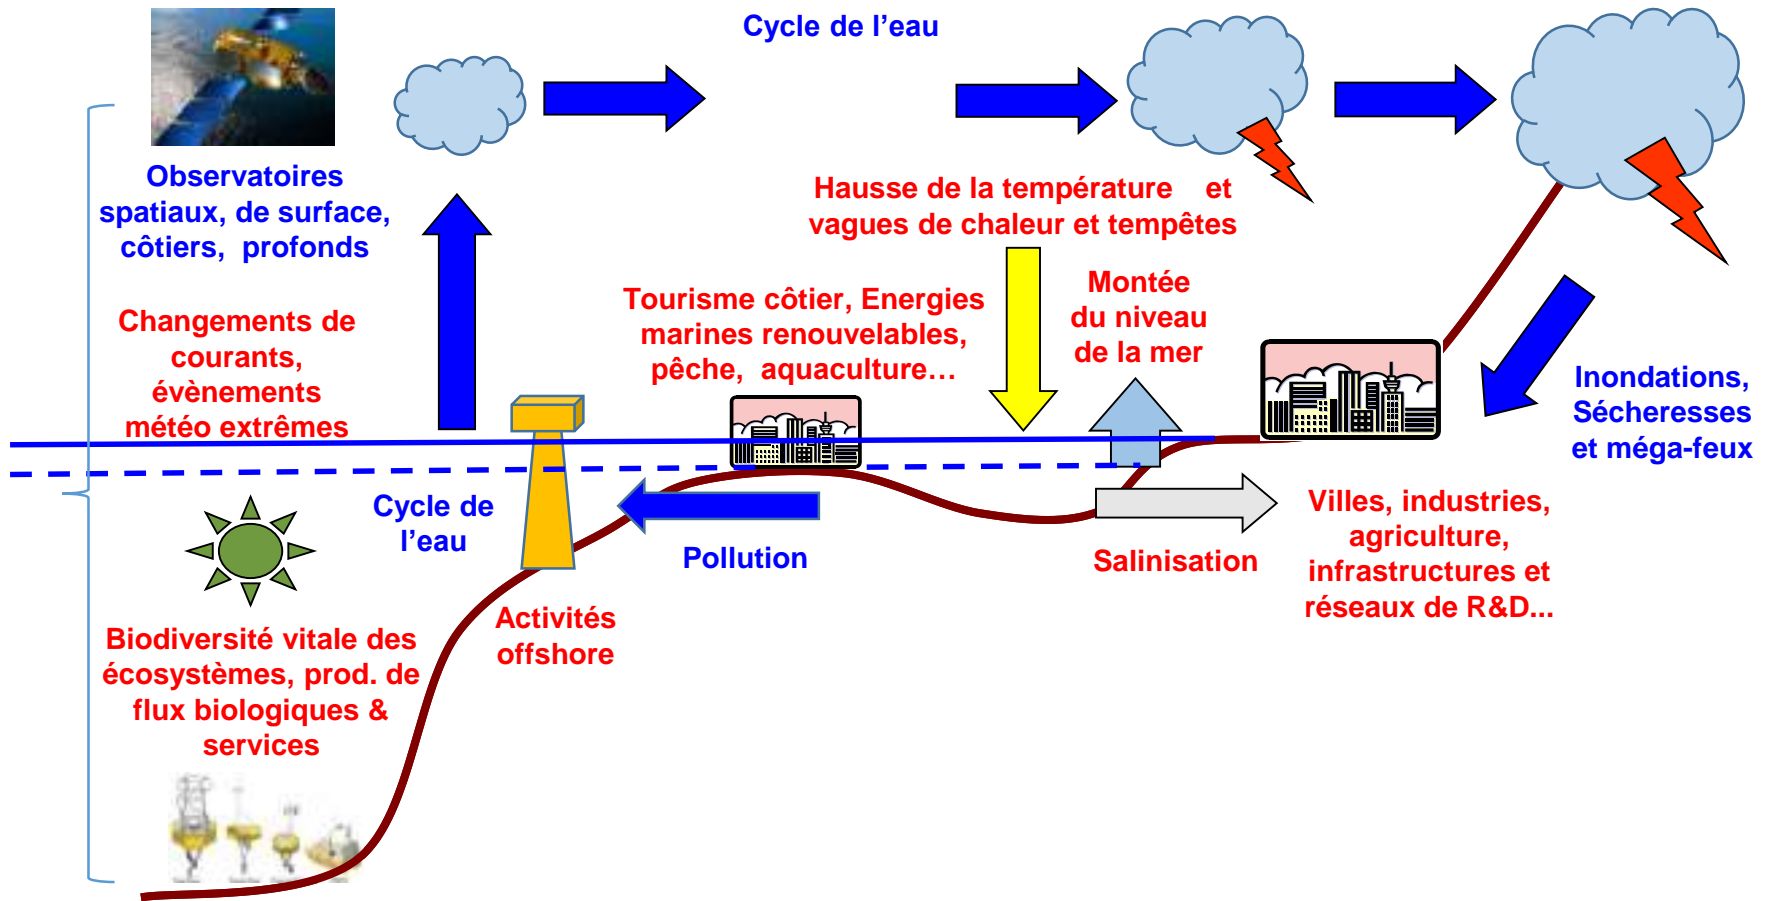 Cycle de l’eau
Observatoires
spatiaux, de surface,
côtiers, profonds
Changements de
courants,
évènements
météo extrêmes
Hausse de la température et
vagues de chaleur et tempêtes
Tourisme côtier, Energies
marines renouvelables,
pêche, aquaculture…
Montée
du niveau
de la mer
Inondations,
Sécheresses
et méga-feux
Cycle de
l’eau
Pollution
Salinisation
Villes, industries,
agriculture,
infrastructures et
réseaux de R&D...
Activités
offshore
Biodiversité vitale des
écosystèmes, prod. de
flux biologiques &
services